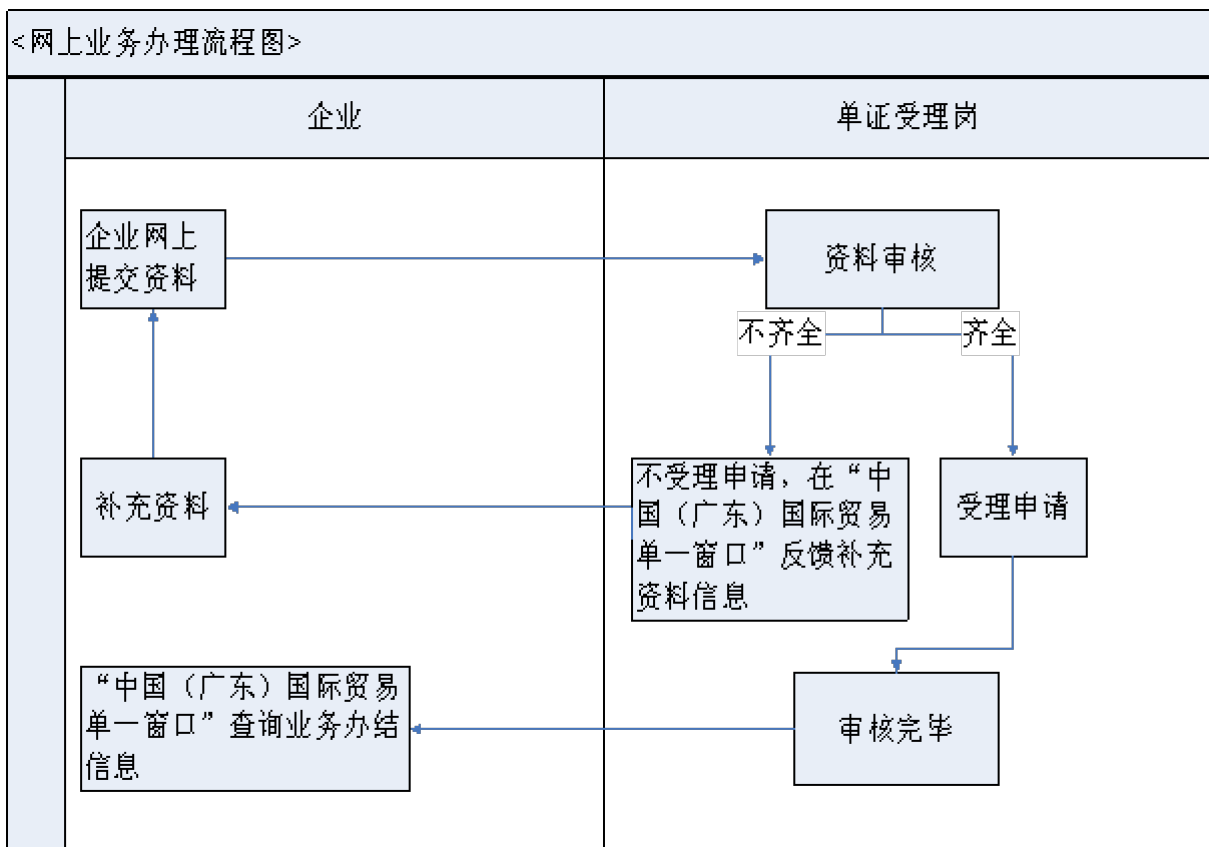 <网上业务办理流程图>
企业
单证受理岗
企业网上
提交资料
资料审核
不齐全
齐全
补充资料
不受理申请，在“中
国（广东）国际贸易
单一窗口”反馈补充
资料信息
受理申请
“中国（广东）国际贸易
单一窗口”查询业务办结
信息
审核完毕